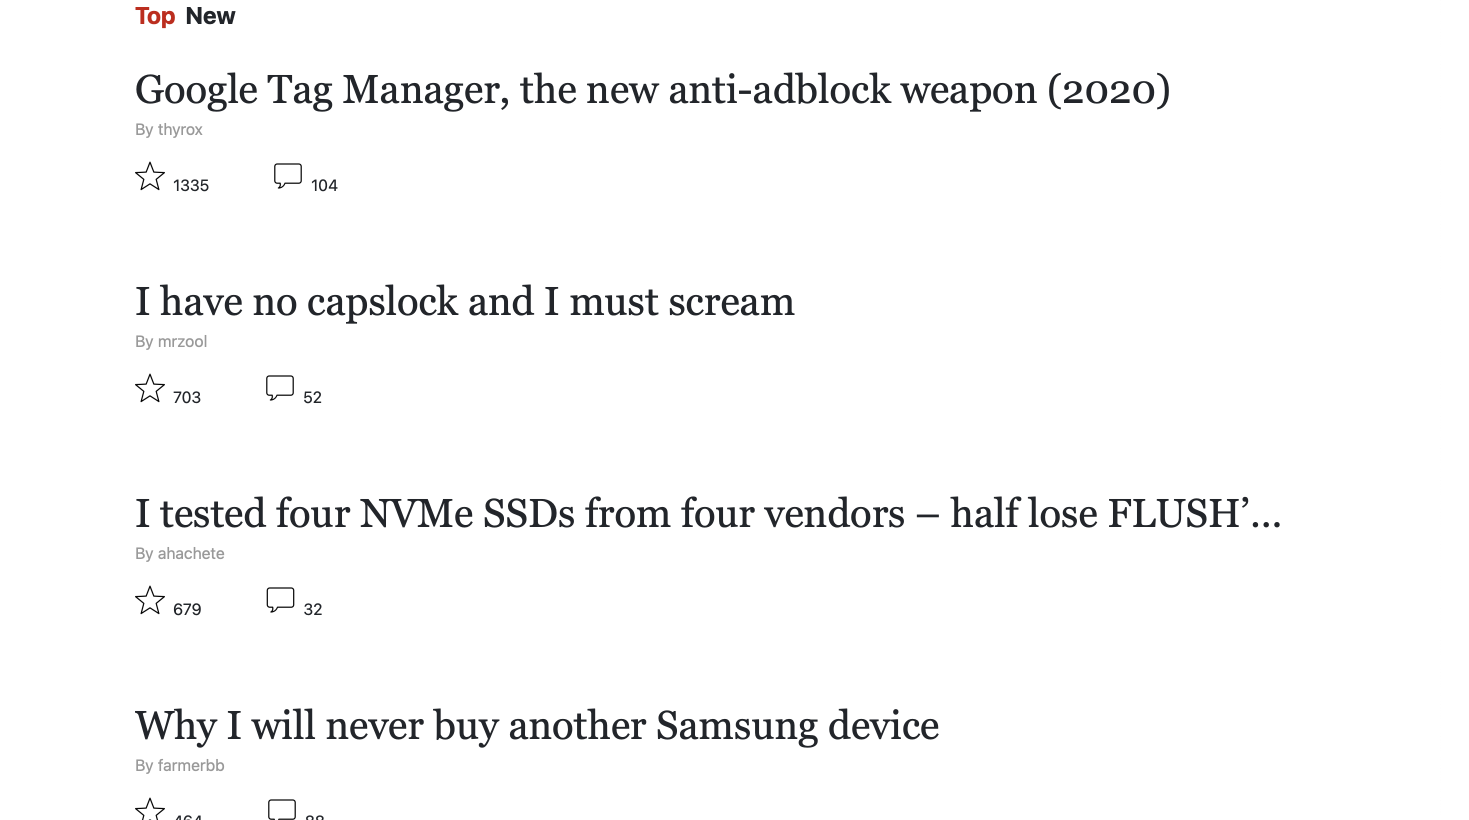 Top New
Google Tag Manager, the new anti-adblock weapon (2020)
By thyrox
1335 104
I have no capslock and I must scream
By mrzool
703 52
I tested four NVMe SSDs from four vendors – half lose FLUSH’...
By ahachete
679 32
Why I will never buy another Samsung device
By farmerbb
464 88